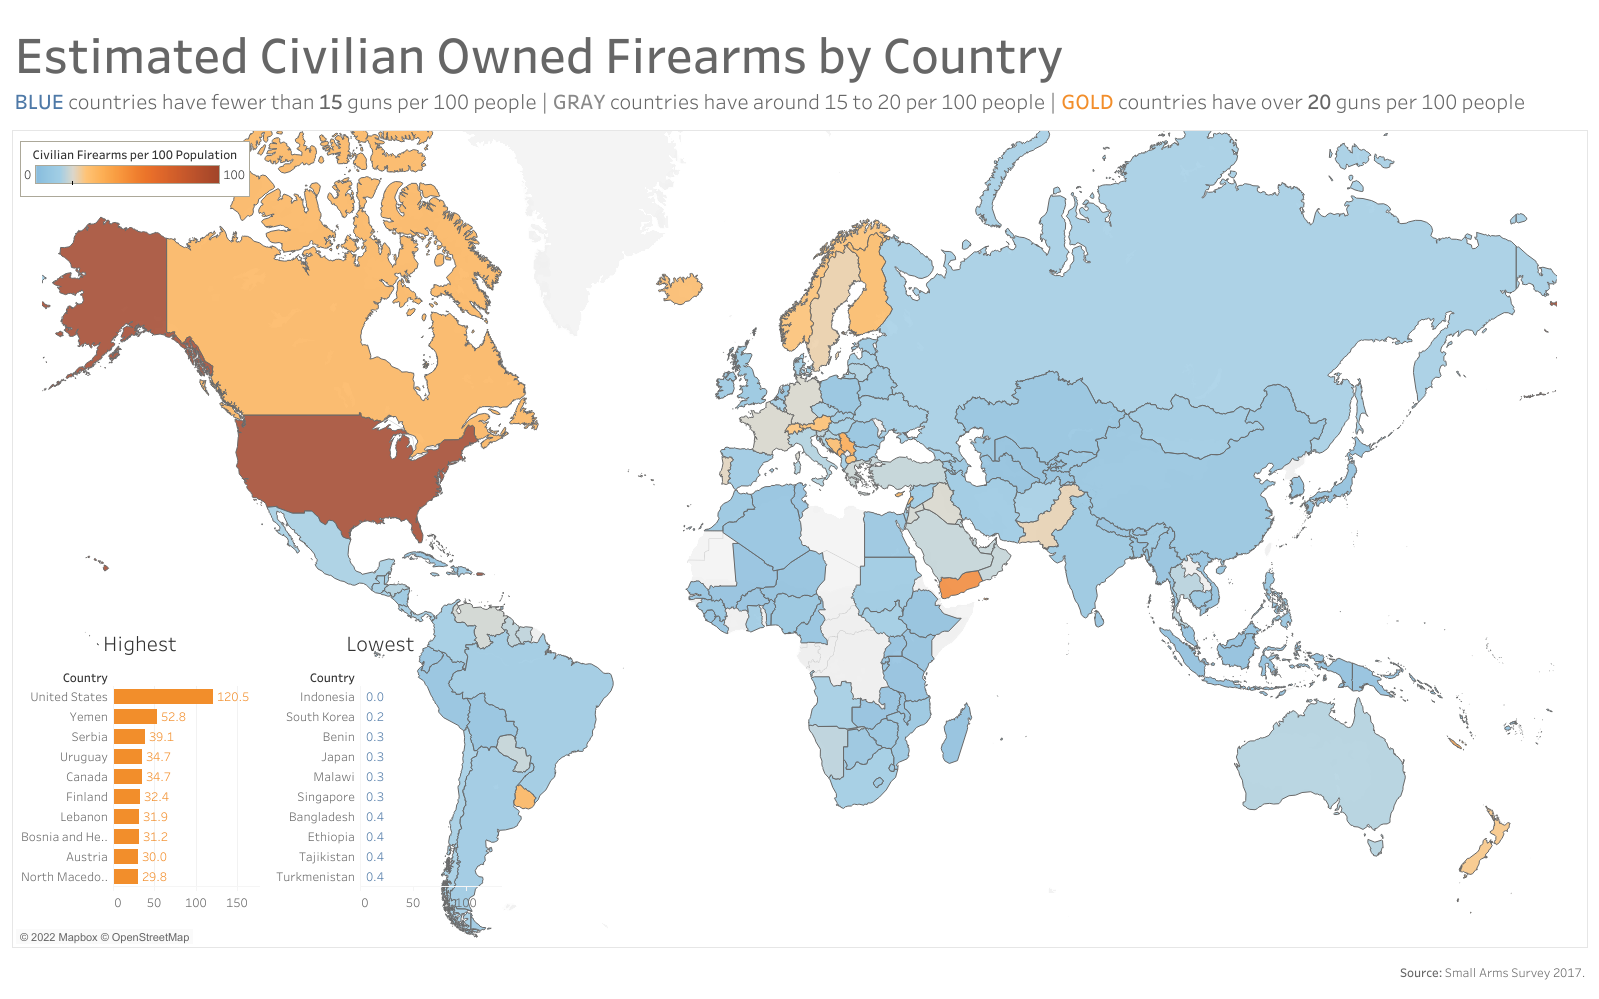 Estimated Civilian Owned Firearms by Country
BLUE countries have fewer than 15 guns per 100 people | GRAY countries have around 15 to 20 per 100 people | GOLD countries have over 20 guns per 100 people
Civilian Firearms per 100 Population
0 100
Highest
Country
United States 120.5
Yemen 52.8
Serbia 39.1
Uruguay 34.7
Canada 34.7
Finland 32.4
Lebanon 31.9
Bosnia and He.. 31.2
Austria 30.0
North Macedo.. 29.8
0 50 100 150
Lowest
Country
Indonesia 0.0
South Korea 0.2
Benin 0.3
Japan 0.3
Malawi 0.3
Singapore 0.3
Bangladesh 0.4
Ethiopia 0.4
Tajikistan 0.4
Turkmenistan 0.4
0 50 100
© 2022 Mapbox © OpenStreetMap
Source: Small Arms Survey 2017.